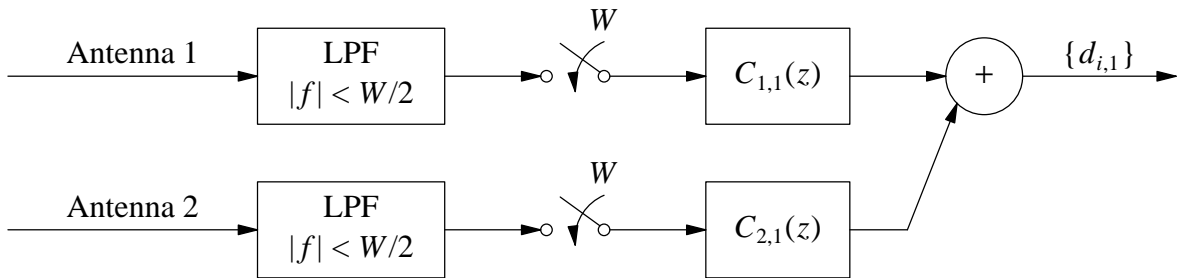 Antenna 1
LPF
|f| < W/2
W
C1,1(z)
+
{di,1}
Antenna 2
LPF
|f| < W/2
W
C2,1(z)